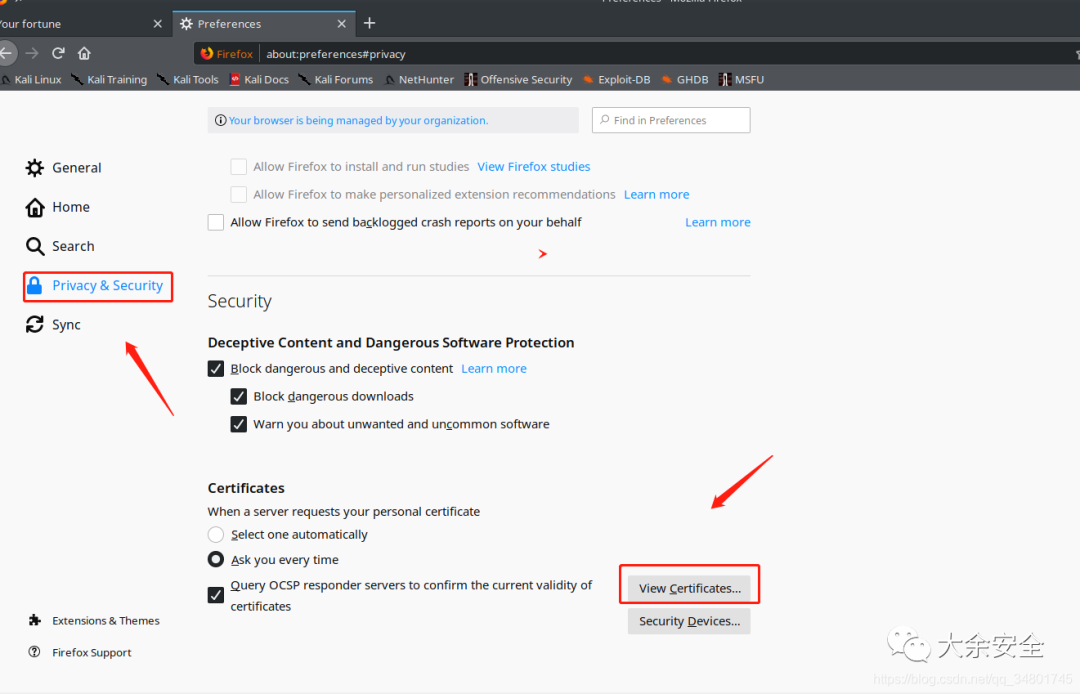 Preferences - Mozilla Firefox
Your fortune
Preferences
Firefox
about:preferences#privacy
Kali Linux Kali Training Kali Tools Kali Docs Kali Forums NetHunter Offensive Security Exploit-DB GHDB MSFU
Your browser is being managed by your organization.
Find in Preferences
General
Home
Search
Privacy & Security
Sync
Extensions & Themes
Firefox Support
Allow Firefox to install and run studies View Firefox studies
Allow Firefox to make personalized extension recommendations Learn more
Allow Firefox to send backlogged crash reports on your behalf Learn more
Security
Deceptive Content and Dangerous Software Protection
Block dangerous and deceptive content Learn more
Block dangerous downloads
Warn you about unwanted and uncommon software
Certificates
When a server requests your personal certificate
Select one automatically
Ask you every time
Query OCSP responder servers to confirm the current validity of
certificates
View Certificates...
Security Devices...
大余安全
https://blog.csdn.net/qq_34801745